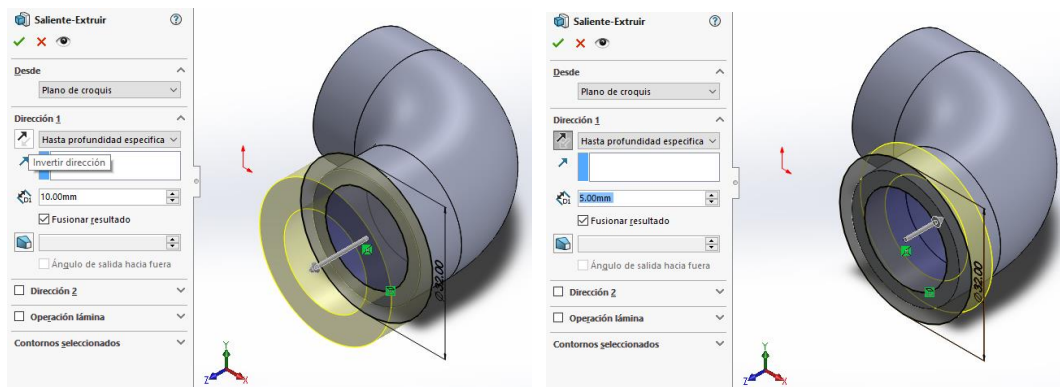 Saliente-Extruir
Desde
Plano de croquis
Dirección 1
Hasta profundidad especifica
Invertir dirección
D1
10.00mm
Fusionar resultado
Ángulo de salida hacia fuera
Dirección 2
Operación lámina
Contornos seleccionados
Ø32.00
Y
Z
X
Saliente-Extruir
Desde
Plano de croquis
Dirección 1
Hasta profundidad especifica
D1
5.00mm
Fusionar resultado
Ángulo de salida hacia fuera
Dirección 2
Operación lámina
Contornos seleccionados
Ø32.00
Y
Z
X